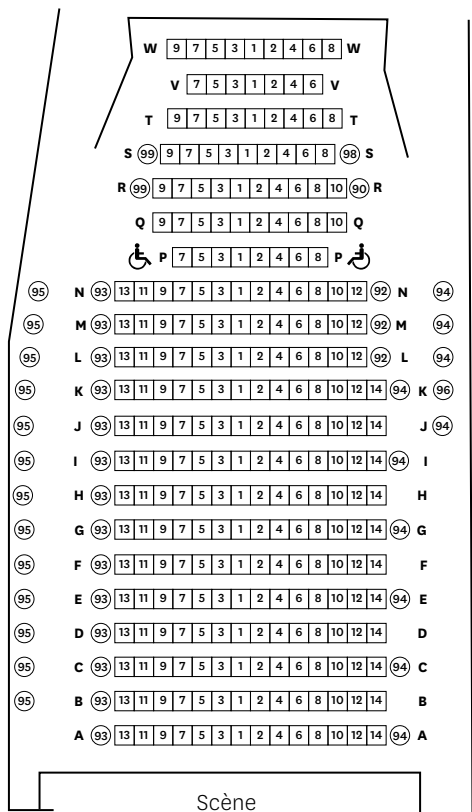 W 9 7 5 3 1 2 4 6 8 W
V 7 5 3 1 2 4 6 V
T 9 7 5 3 1 2 4 6 8 T
S 99 9 7 5 3 1 2 4 6 8 98 S
R 99 9 7 5 3 1 2 4 6 8 10 90 R
Q 9 7 5 3 1 2 4 6 8 10 Q
P 7 5 3 1 2 4 6 8 P
95 N 93 13 11 9 7 5 3 1 2 4 6 8 10 12 92 N 94
95 M 93 13 11 9 7 5 3 1 2 4 6 8 10 12 92 M 94
95 L 93 13 11 9 7 5 3 1 2 4 6 8 10 12 92 L 94
95 K 93 13 11 9 7 5 3 1 2 4 6 8 10 12 14 94 K 96
95 J 93 13 11 9 7 5 3 1 2 4 6 8 10 12 14 J 94
95 I 93 13 11 9 7 5 3 1 2 4 6 8 10 12 14 94 I
95 H 93 13 11 9 7 5 3 1 2 4 6 8 10 12 14 H
95 G 93 13 11 9 7 5 3 1 2 4 6 8 10 12 14 94 G
95 F 93 13 11 9 7 5 3 1 2 4 6 8 10 12 14 F
95 E 93 13 11 9 7 5 3 1 2 4 6 8 10 12 14 94 E
95 D 93 13 11 9 7 5 3 1 2 4 6 8 10 12 14 D
95 C 93 13 11 9 7 5 3 1 2 4 6 8 10 12 14 94 C
95 B 93 13 11 9 7 5 3 1 2 4 6 8 10 12 14 B
A 93 13 11 9 7 5 3 1 2 4 6 8 10 12 14 94 A
Scène